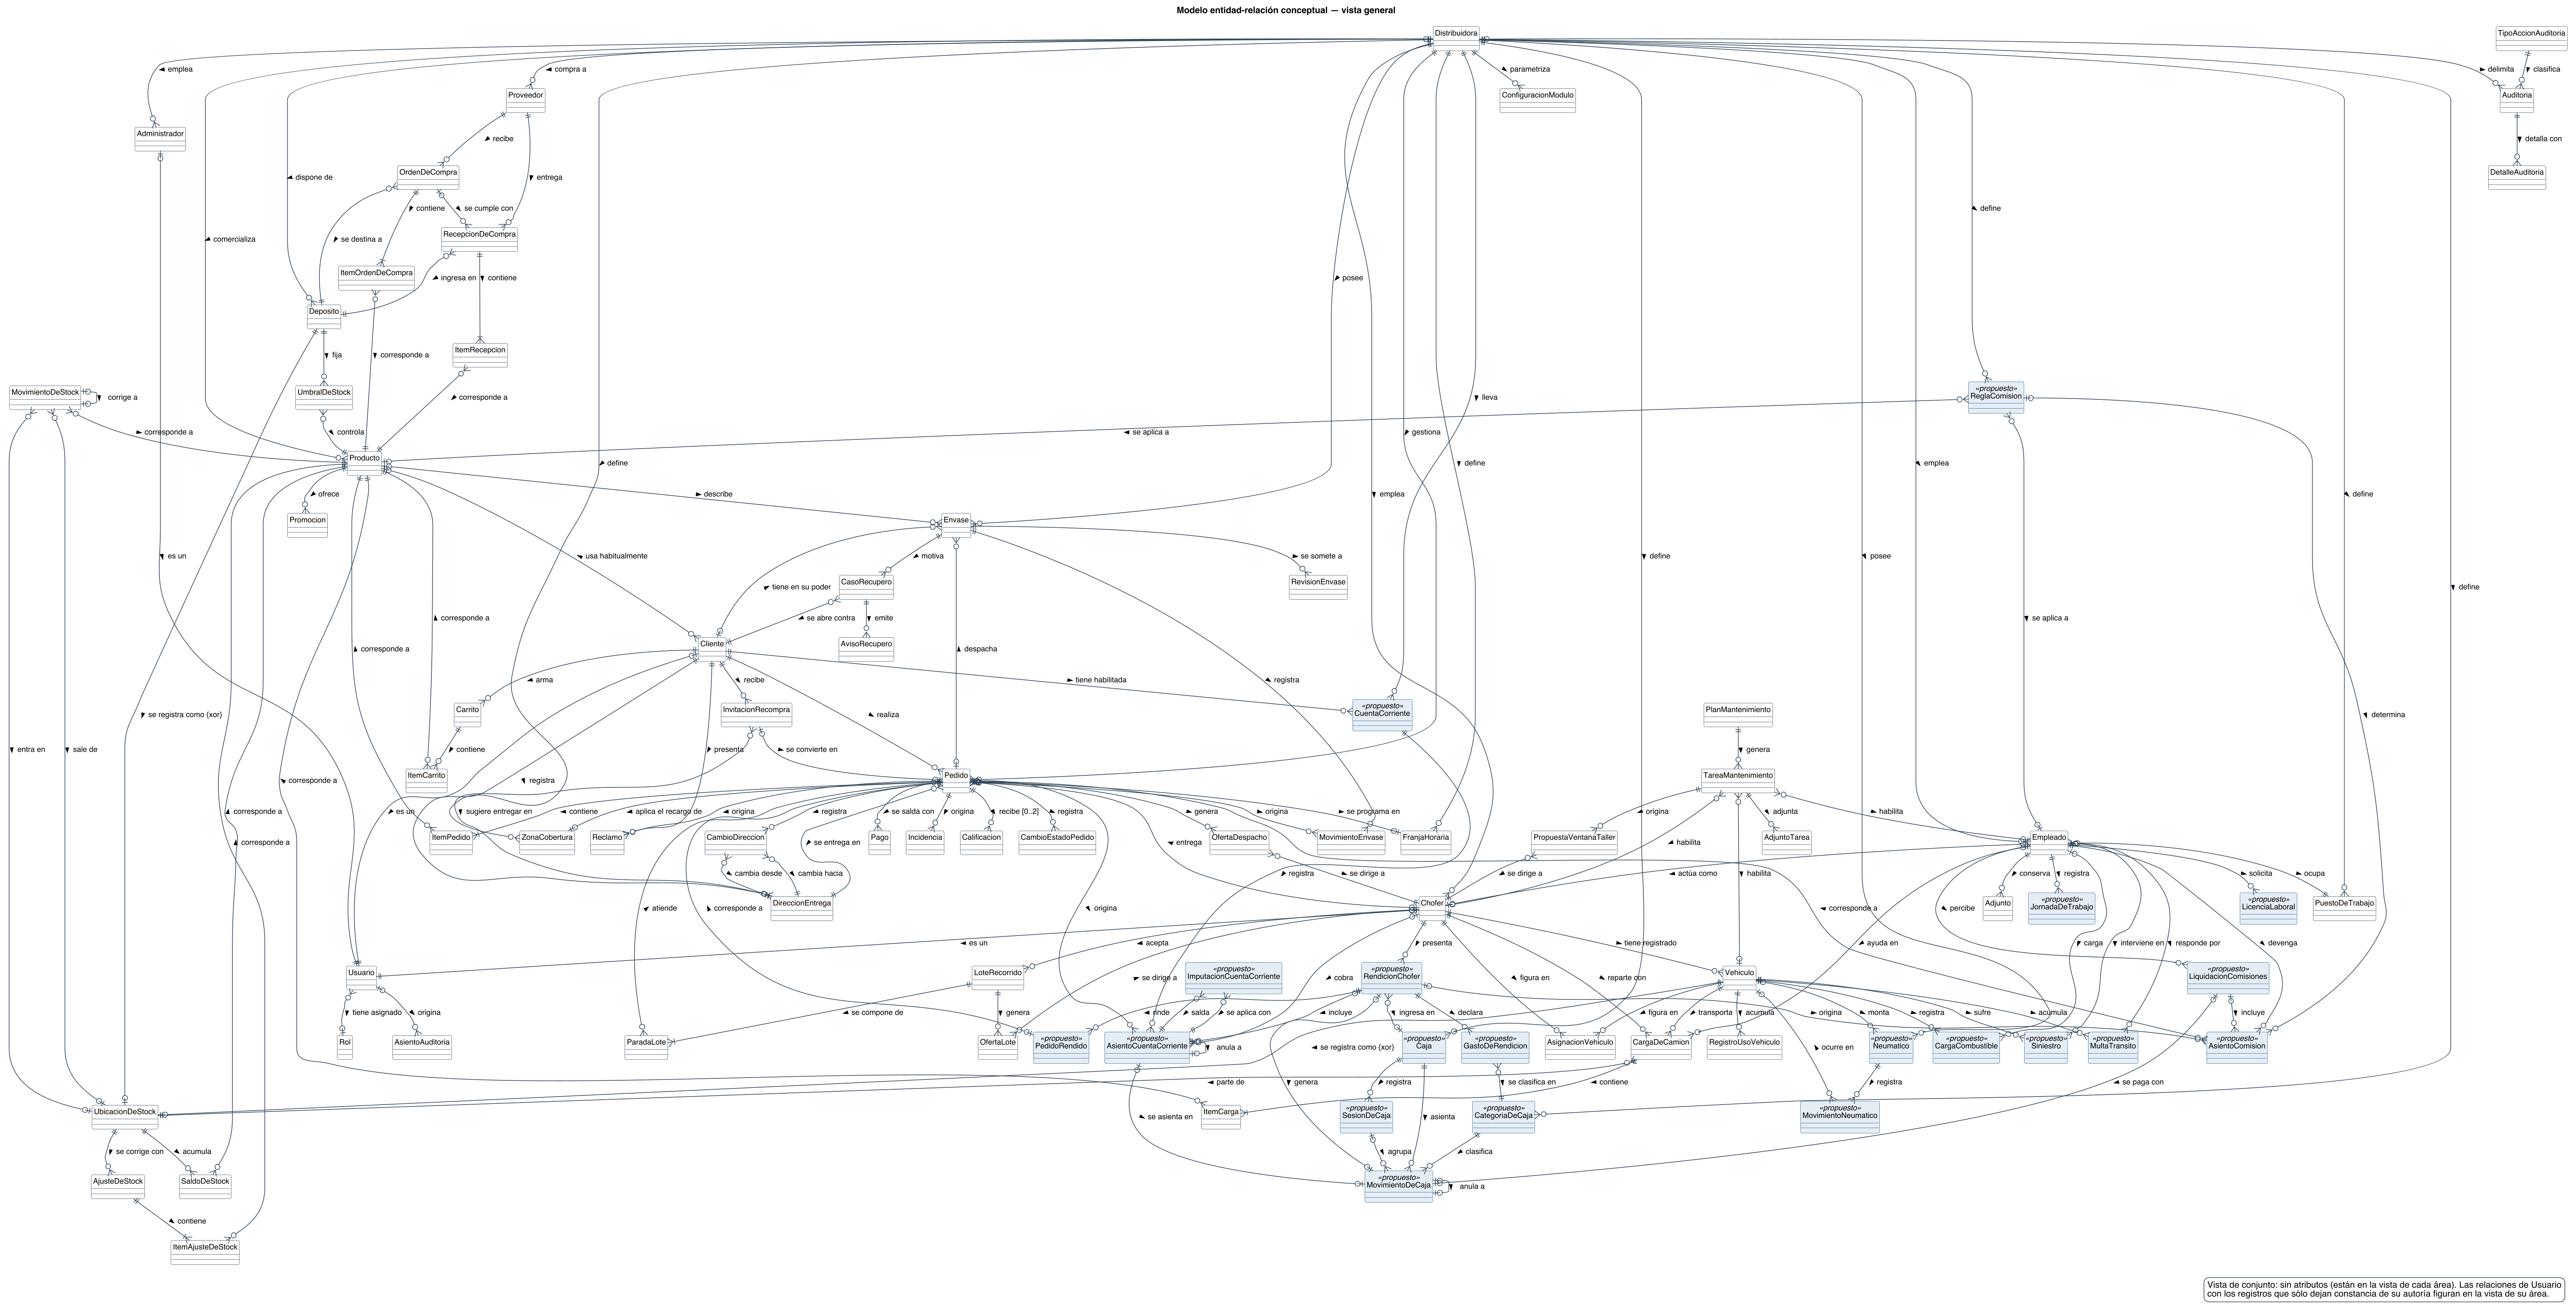 Modelo entidad-relación conceptual — vista general
Distribuidora
TipoAccionAuditoria
emplea
compra a
parametriza
delimita
clasifica
Proveedor
ConfiguracionModulo
Auditoria
Administrador
recibe
detalla con
OrdenDeCompra
dispone de
entrega
DetalleAuditoria
contiene
se cumple con
define
RecepcionDeCompra
comercializa
se destina a
ItemOrdenDeCompra
ingresa en
contiene
posee
Deposito
ItemRecepcion
fija
corresponde a
MovimientoDeStock
corrige a
UmbralDeStock
corresponde a
lleva
«propuesto»
ReglaComision
corresponde a
controla
se aplica a
gestiona
Producto
define
define
emplea
ofrece
describe
emplea
define
Promocion
Envase
es un
usa habitualmente
motiva
se somete a
define
posee
tiene en su poder
CasoRecupero
RevisionEnvase
define
corresponde a
se abre contra
emite
se aplica a
Cliente
AvisoRecupero
corresponde a
despacha
arma
recibe
tiene habilitada
registra
Carrito
InvitacionRecompra
«propuesto»
CuentaCorriente
PlanMantenimiento
se registra como (xor)
realiza
determina
entra en
sale de
contiene
presenta
se convierte en
genera
ItemCarrito
Pedido
TareaMantenimiento
corresponde a
registra
corresponde a
es un
sugiere entregar en
contiene
aplica el recargo de
origina
registra
se salda con
origina
recibe [0..2]
registra
genera
origina
se programa en
origina
adjunta
habilita
ItemPedido
ZonaCobertura
Reclamo
CambioDireccion
Pago
Incidencia
Calificacion
CambioEstadoPedido
OfertaDespacho
MovimientoEnvase
FranjaHoraria
PropuestaVentanaTaller
AdjuntoTarea
Empleado
corresponde a
se entrega en
entrega
habilita
cambia desde
cambia hacia
registra
se dirige a
se dirige a
habilita
actúa como
conserva
registra
solicita
ocupa
DireccionEntrega
Chofer
Adjunto
«propuesto»
JornadaDeTrabajo
«propuesto»
LicenciaLaboral
PuestoDeTrabajo
atiende
corresponde a
origina
corresponde a
percibe
es un
acepta
presenta
tiene registrado
ayuda en
carga
interviene en
responde por
devenga
Usuario
LoteRecorrido
se dirige a
«propuesto»
ImputacionCuentaCorriente
cobra
«propuesto»
RendicionChofer
figura en
reparte con
Vehiculo
«propuesto»
LiquidacionComisiones
tiene asignado
origina
se compone de
genera
rinde
salda
se aplica con
incluye
ingresa en
declara
figura en
transporta
acumula
origina
monta
registra
sufre
acumula
incluye
Rol
AsientoAuditoria
ParadaLote
OfertaLote
«propuesto»
PedidoRendido
«propuesto»
AsientoCuentaCorriente
anula a
se registra como (xor)
«propuesto»
Caja
«propuesto»
GastoDeRendicion
AsignacionVehiculo
CargaDeCamion
RegistroUsoVehiculo
ocurre en
«propuesto»
Neumatico
«propuesto»
CargaCombustible
«propuesto»
Siniestro
«propuesto»
MultaTransito
«propuesto»
AsientoComision
parte de
genera
registra
se clasifica en
contiene
registra
se paga con
UbicacionDeStock
se asienta en
ItemCarga
«propuesto»
SesionDeCaja
asienta
«propuesto»
CategoriaDeCaja
«propuesto»
MovimientoNeumatico
se corrige con
acumula
agrupa
clasifica
AjusteDeStock
SaldoDeStock
«propuesto»
MovimientoDeCaja
anula a
contiene
ItemAjusteDeStock
Vista de conjunto: sin atributos (están en la vista de cada área). Las relaciones de Usuario
con los registros que sólo dejan constancia de su autoría figuran en la vista de su área.